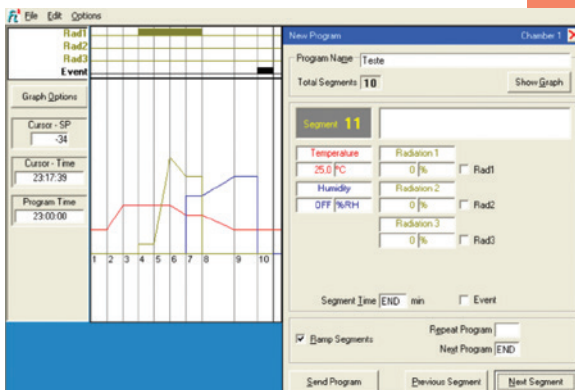 File Edit Options
Rad1
Rad2
Rad3
Event
Graph Options
Cursor - SP
-34
Cursor - Time
23:17:39
Program Time
23:00:00
1 2 3 4 5 6 7 8 9 10
New Program Chamber 1
Program Name Teste
Total Segments 10 Show Graph
Segment 11
Temperature Radiation 1
25,0 °C 0 % Rad1
Humidity Radiation 2
OFF %RH 0 % Rad2
Radiation 3
0 % Rad3
Segment Time END min Event
Ramp Segments Repeat Program
Next Program END
Send Program Previous Segment Next Segment